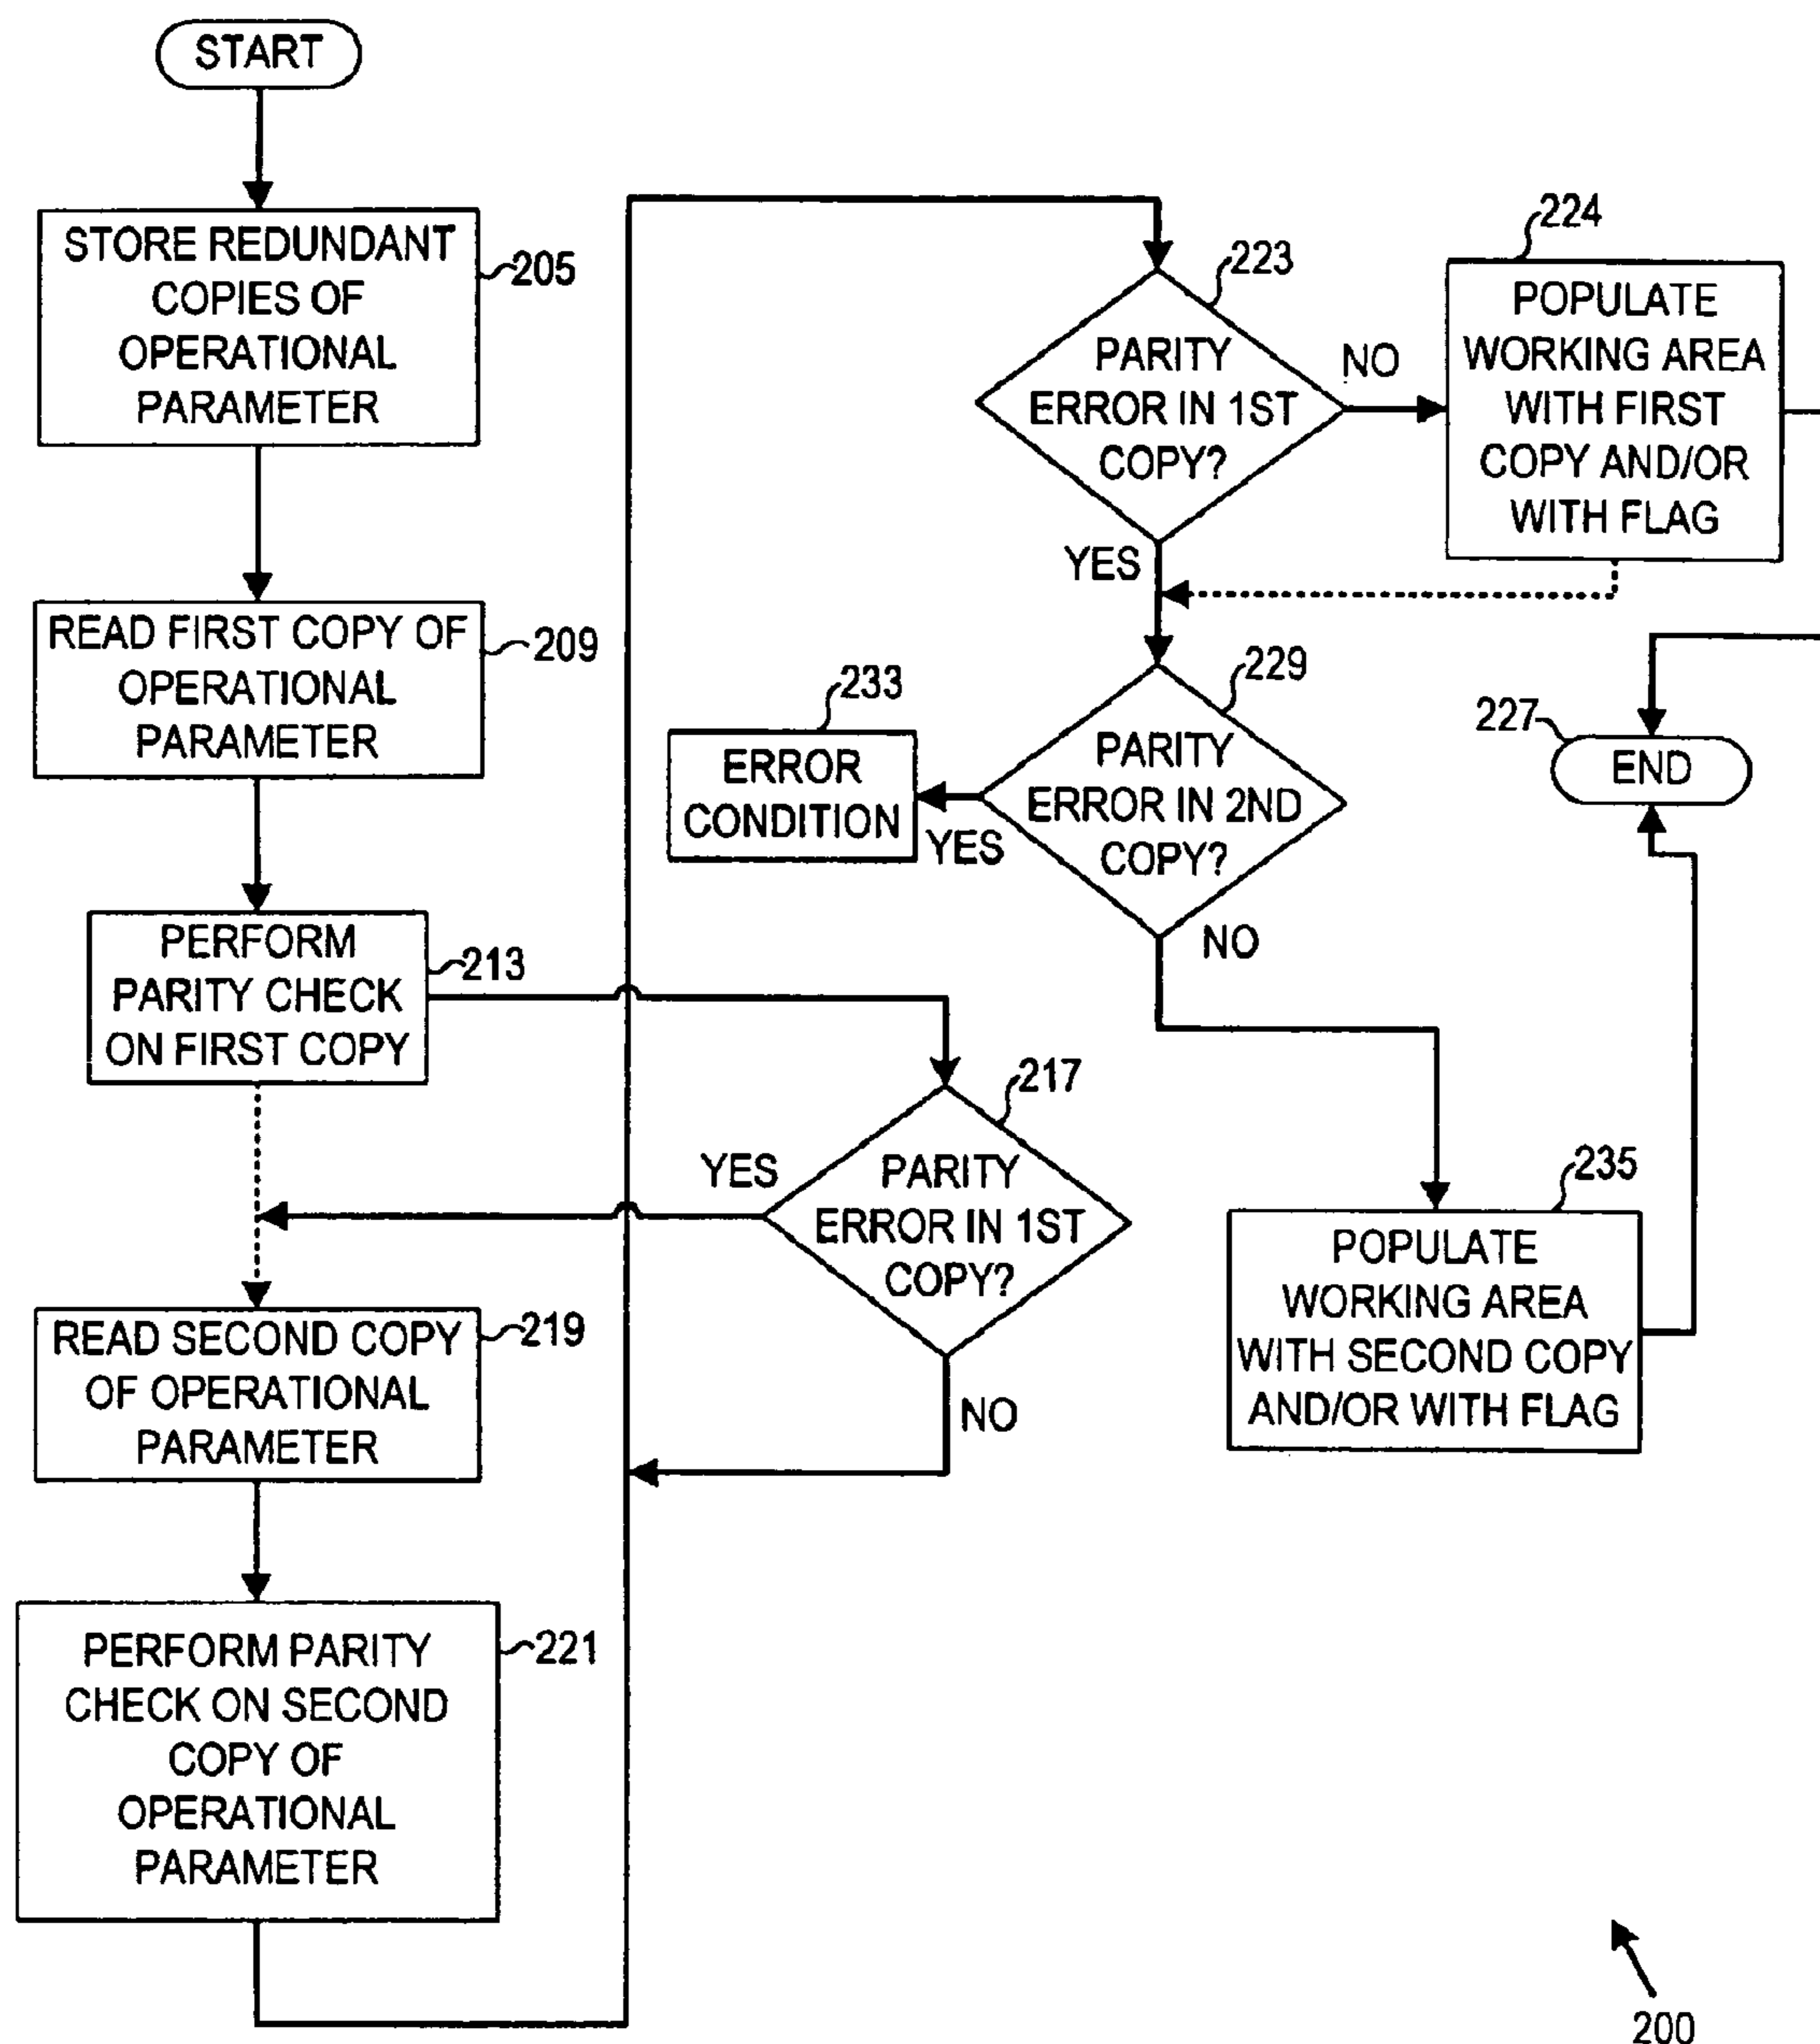 START
STORE REDUNDANT
COPIES OF
OPERATIONAL
PARAMETER
205
READ FIRST COPY OF
OPERATIONAL
PARAMETER
209
PERFORM
PARITY CHECK
ON FIRST COPY
213
PARITY
ERROR IN 1ST
COPY?
217
YES
NO
READ SECOND COPY
OF OPERATIONAL
PARAMETER
219
PERFORM PARITY
CHECK ON SECOND
COPY OF
OPERATIONAL
PARAMETER
221
PARITY
ERROR IN 1ST
COPY?
223
NO
YES
224
POPULATE
WORKING AREA
WITH FIRST
COPY AND/OR
WITH FLAG
PARITY
ERROR IN 2ND
COPY?
229
YES
NO
233
ERROR
CONDITION
227
END
235
POPULATE
WORKING AREA
WITH SECOND COPY
AND/OR WITH FLAG
200